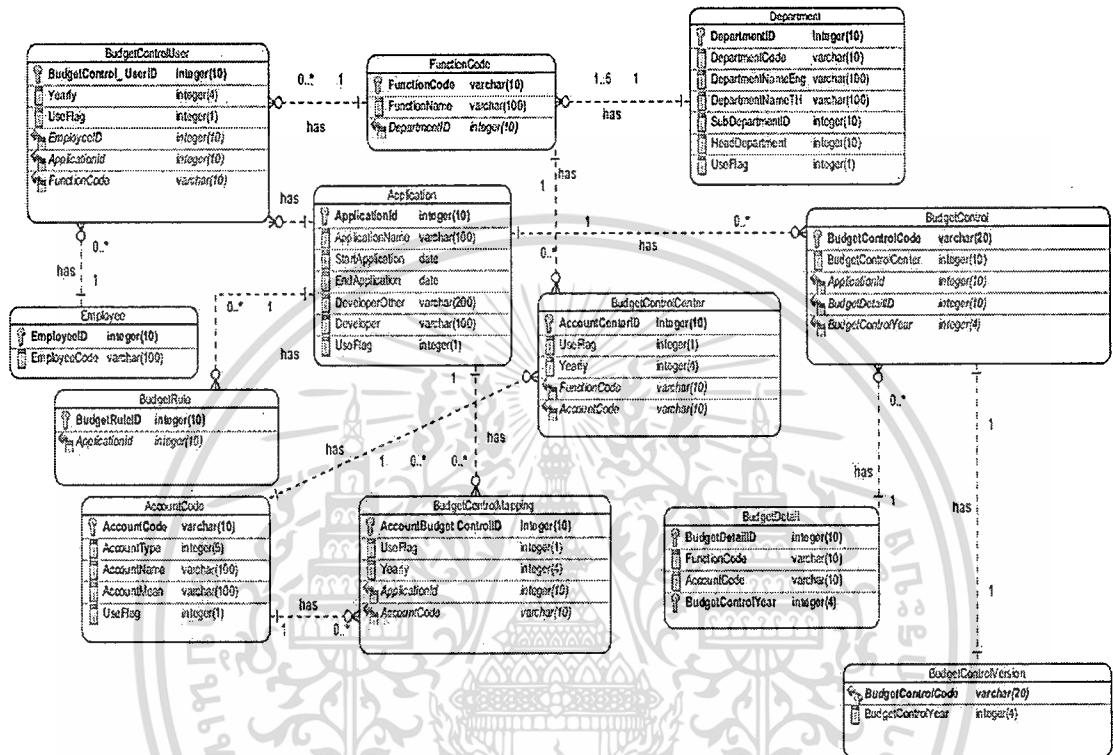 Department
DepartmentID integer(10)
DepartmentCode varchar(10)
DepartmentNameEng varchar(100)
DepartmentNameTH varchar(100)
SubDepartmentID integer(10)
HeadDepartment integer(10)
UseFlag integer(1)
BudgetControlUser
BudgetControl_UserID integer(10)
Yearly integer(4)
UseFlag integer(1)
EmployeeID integer(10)
ApplicationId integer(10)
FunctionCode varchar(10)
0..* 1
has
FunctionCode
FunctionCode varchar(10)
FunctionName varchar(100)
DepartmentID integer(10)
1..5 1
has
has
1
0..*
has
Application
ApplicationId integer(10)
ApplicationName varchar(100)
StartApplication date
EndApplication date
DeveloperOther varchar(200)
Developer varchar(100)
UseFlag integer(1)
1 0..*
has
BudgetControl
BudgetControlCode varchar(20)
BudgetControlCenter integer(10)
ApplicationId integer(10)
BudgetDetailID integer(10)
BudgetControlYear integer(4)
0..*
has
1
Employee
EmployeeID integer(10)
EmployeeCode varchar(100)
0..* 1
has
BudgetControlCenter
AccountCenterID integer(10)
UseFlag integer(1)
Yearly integer(4)
FunctionCode varchar(10)
AccountCode varchar(10)
BudgetRule
BudgetRuleID integer(10)
ApplicationId integer(10)
1
has
0..*
has
1 0..*
AccountCode
AccountCode varchar(10)
AccountType integer(5)
AccountName varchar(100)
AccountMean varchar(100)
UseFlag integer(1)
has
1 0..*
BudgetControlMapping
AccountBudget ControlID integer(10)
UseFlag integer(1)
Yearly integer(4)
ApplicationId integer(10)
AccountCode varchar(10)
0..*
has
1
BudgetDetail
BudgetDetailID integer(10)
FunctionCode varchar(10)
AccountCode varchar(10)
BudgetControlYear integer(4)
1
has
1
BudgetControlVersion
BudgetControlCode varchar(20)
BudgetControlYear integer(4)